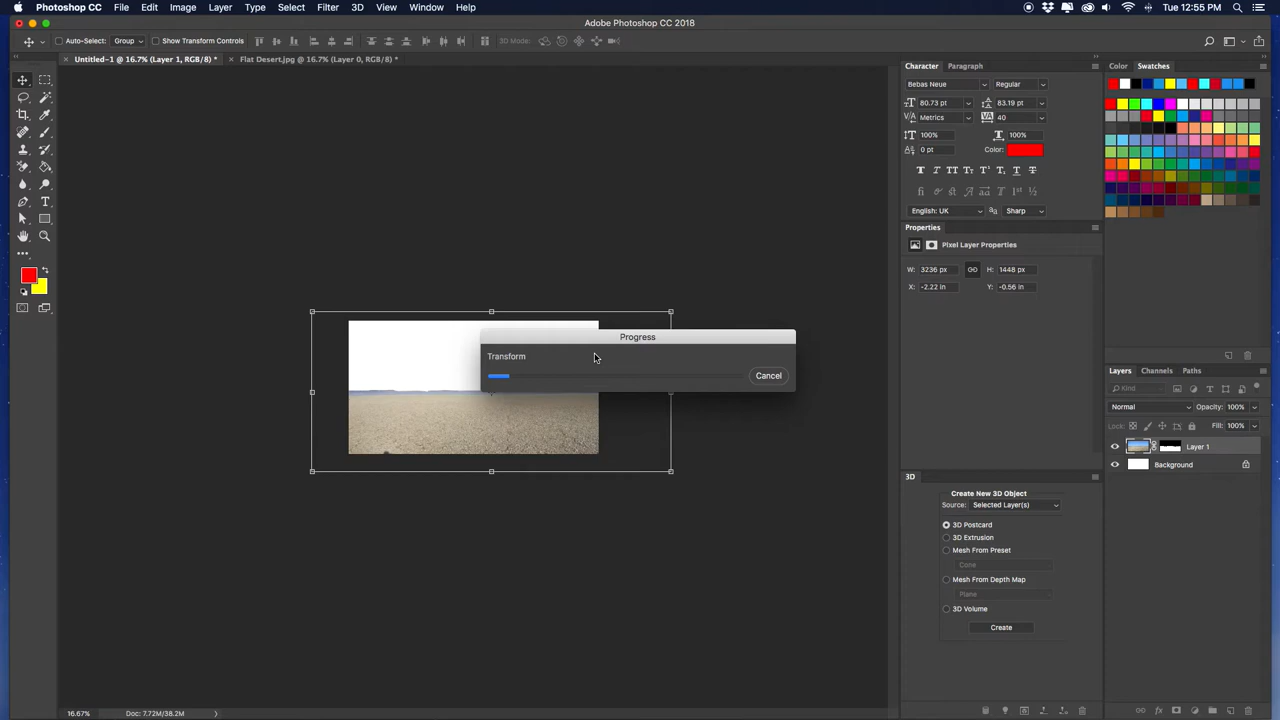 Photoshop CC File Edit Image Layer Type Select Filter 3D View Window Help
Tue 12:55 PM
Adobe Photoshop CC 2018
Auto-Select: Group Show Transform Controls 3D Mode:
Untitled-1 @ 16.7% (Layer 1, RGB/8) * Flat Desert.jpg @ 16.7% (Layer 0, RGB/8) *
Character Paragraph
Bebas Neue Regular
80.73 pt 83.19 pt
Metrics 40
100% 100%
0 pt Color:
English: UK Sharp
Properties
Pixel Layer Properties
W: 3236 px H: 1448 px
X: -2.22 in Y: -0.56 in
3D
Create New 3D Object
Source: Selected Layer(s)
3D Postcard
3D Extrusion
Mesh From Preset
Cone
Mesh From Depth Map
Plane
3D Volume
Create
Color Swatches
Layers Channels Paths
Kind
Normal Opacity: 100%
Lock: Fill: 100%
Layer 1
Background
Progress
Transform
Cancel
16.67% Doc: 7.72M/38.2M